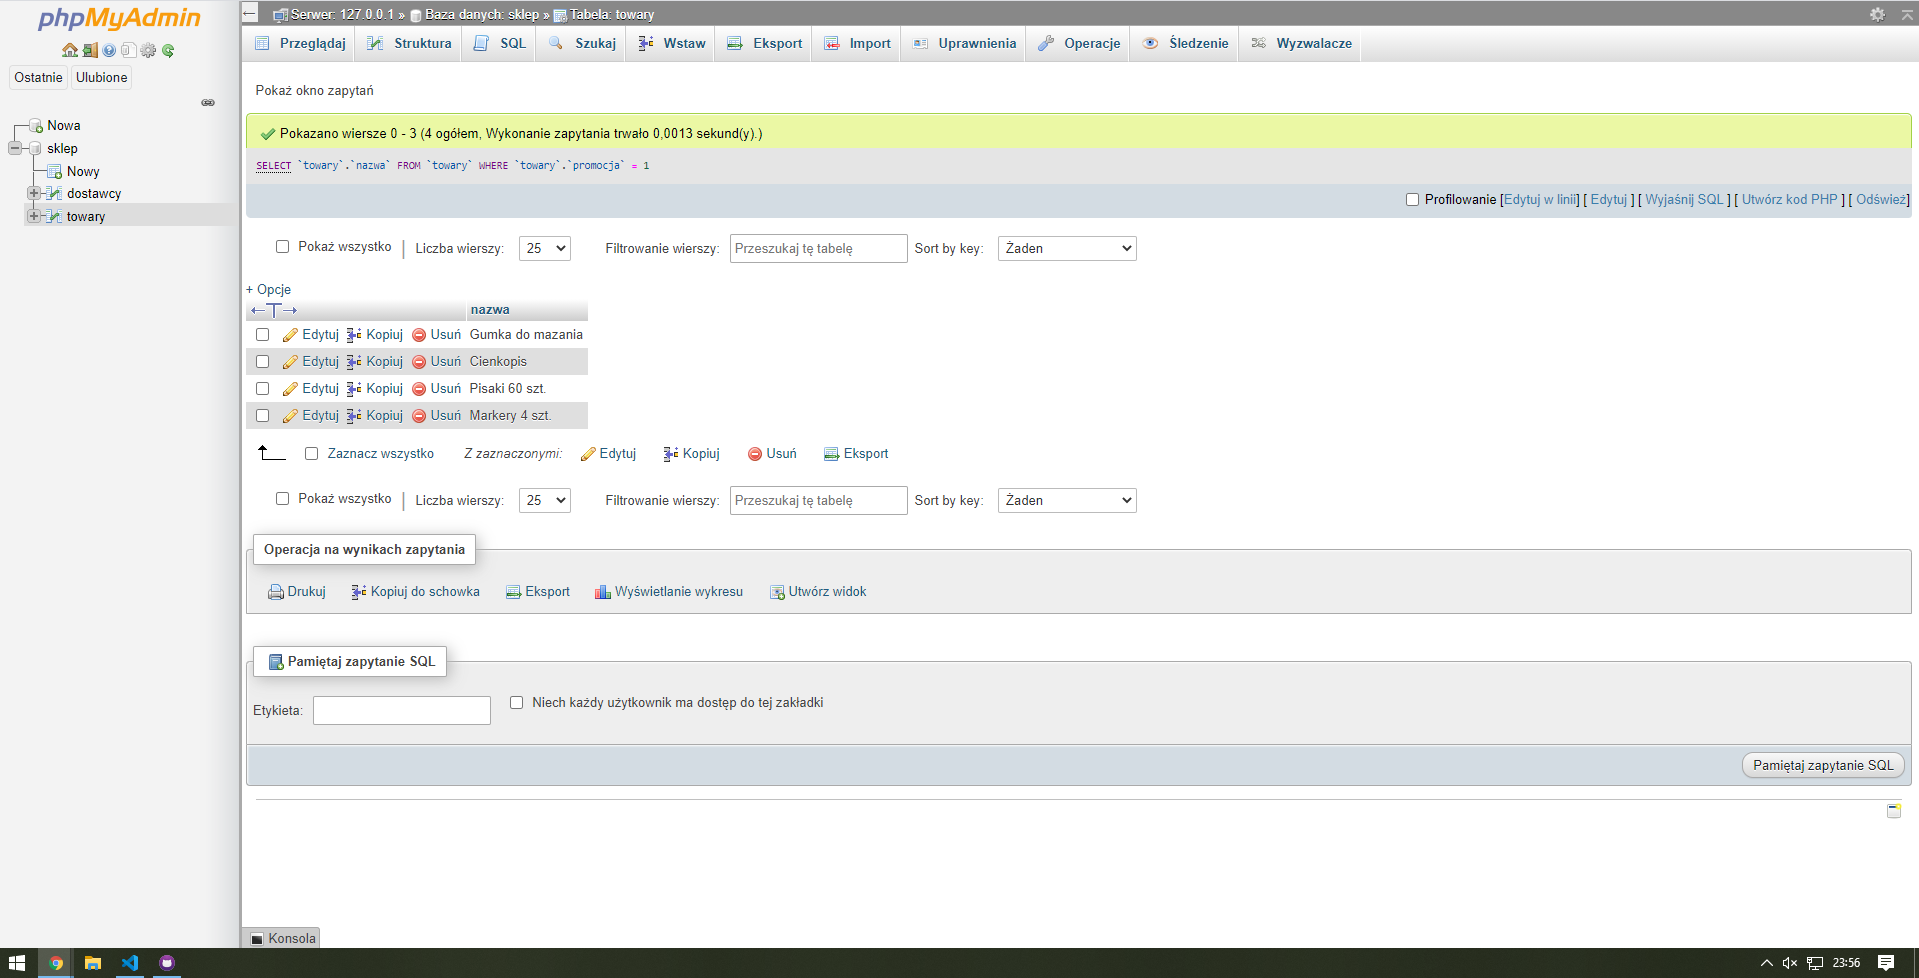 phpMyAdmin
Ostatnie Ulubione
Nowa
sklep
Nowy
dostawcy
towary
Serwer: 127.0.0.1 » Baza danych: sklep » Tabela: towary
Przeglądaj Struktura SQL Szukaj Wstaw Eksport Import Uprawnienia Operacje Śledzenie Wyzwalacze
Pokaż okno zapytań
Pokazano wiersze 0 - 3 (4 ogółem, Wykonanie zapytania trwało 0,0013 sekund(y).)
SELECT `towary`.`nazwa` FROM `towary` WHERE `towary`.`promocja` = 1
Profilowanie [Edytuj w linii] [ Edytuj ] [ Wyjaśnij SQL ] [ Utwórz kod PHP ] [ Odśwież]
Pokaż wszystko | Liczba wierszy: 25 Filtrowanie wierszy: Przeszukaj tę tabelę Sort by key: Żaden
+ Opcje
←T→ nazwa
Edytuj Kopiuj Usuń Gumka do mazania
Edytuj Kopiuj Usuń Cienkopis
Edytuj Kopiuj Usuń Pisaki 60 szt.
Edytuj Kopiuj Usuń Markery 4 szt.
Zaznacz wszystko Z zaznaczonymi: Edytuj Kopiuj Usuń Eksport
Pokaż wszystko | Liczba wierszy: 25 Filtrowanie wierszy: Przeszukaj tę tabelę Sort by key: Żaden
Operacja na wynikach zapytania
Drukuj Kopiuj do schowka Eksport Wyświetlanie wykresu Utwórz widok
Pamiętaj zapytanie SQL
Etykieta: Niech każdy użytkownik ma dostęp do tej zakładki
Pamiętaj zapytanie SQL
Konsola
23:56